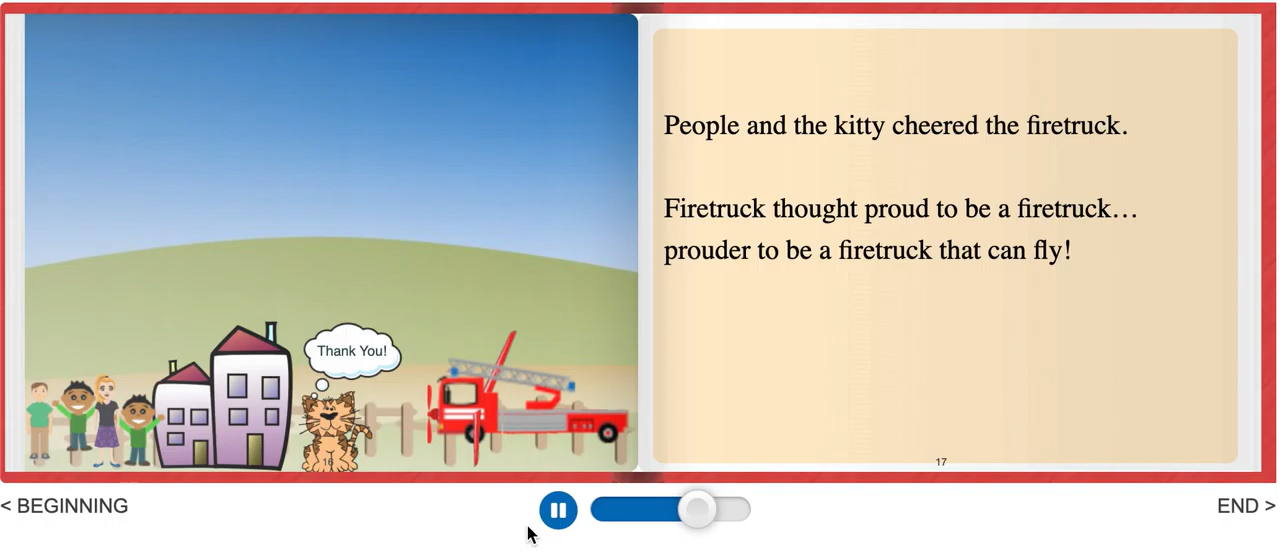 Thank You!
16
People and the kitty cheered the firetruck.
Firetruck thought proud to be a firetruck…
prouder to be a firetruck that can fly!
17
< BEGINNING
END >